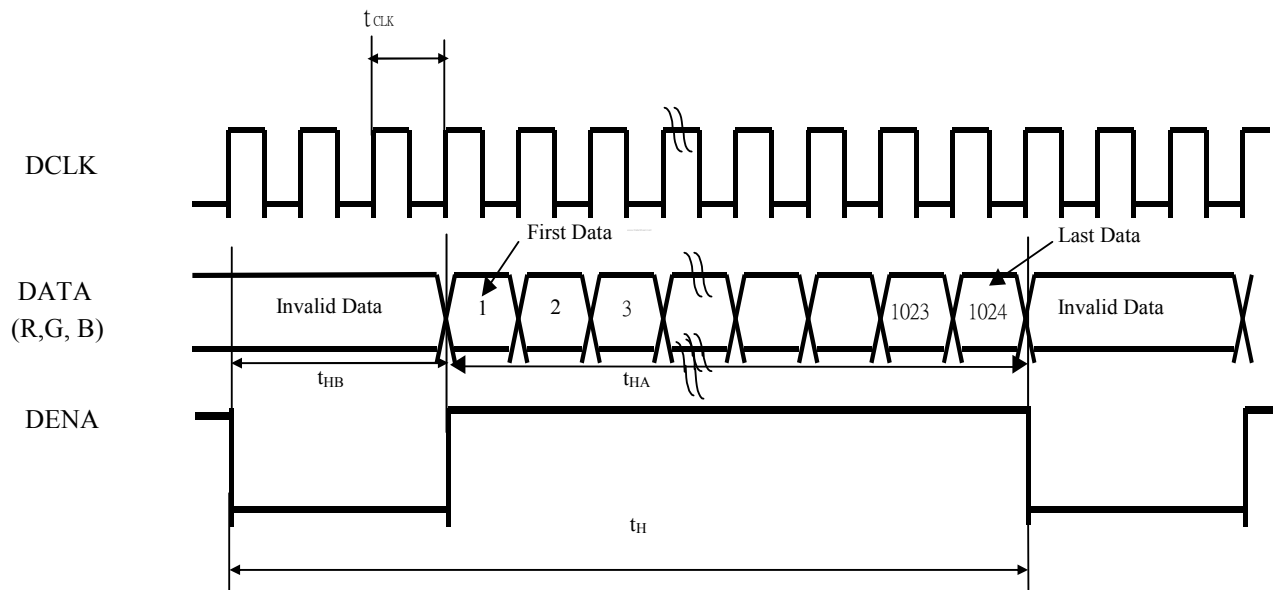 t CLK
DCLK
First Data
Last Data
DATA
(R,G, B)
Invalid Data
1
2
3
1023
1024
Invalid Data
tHB
tHA
DENA
tH